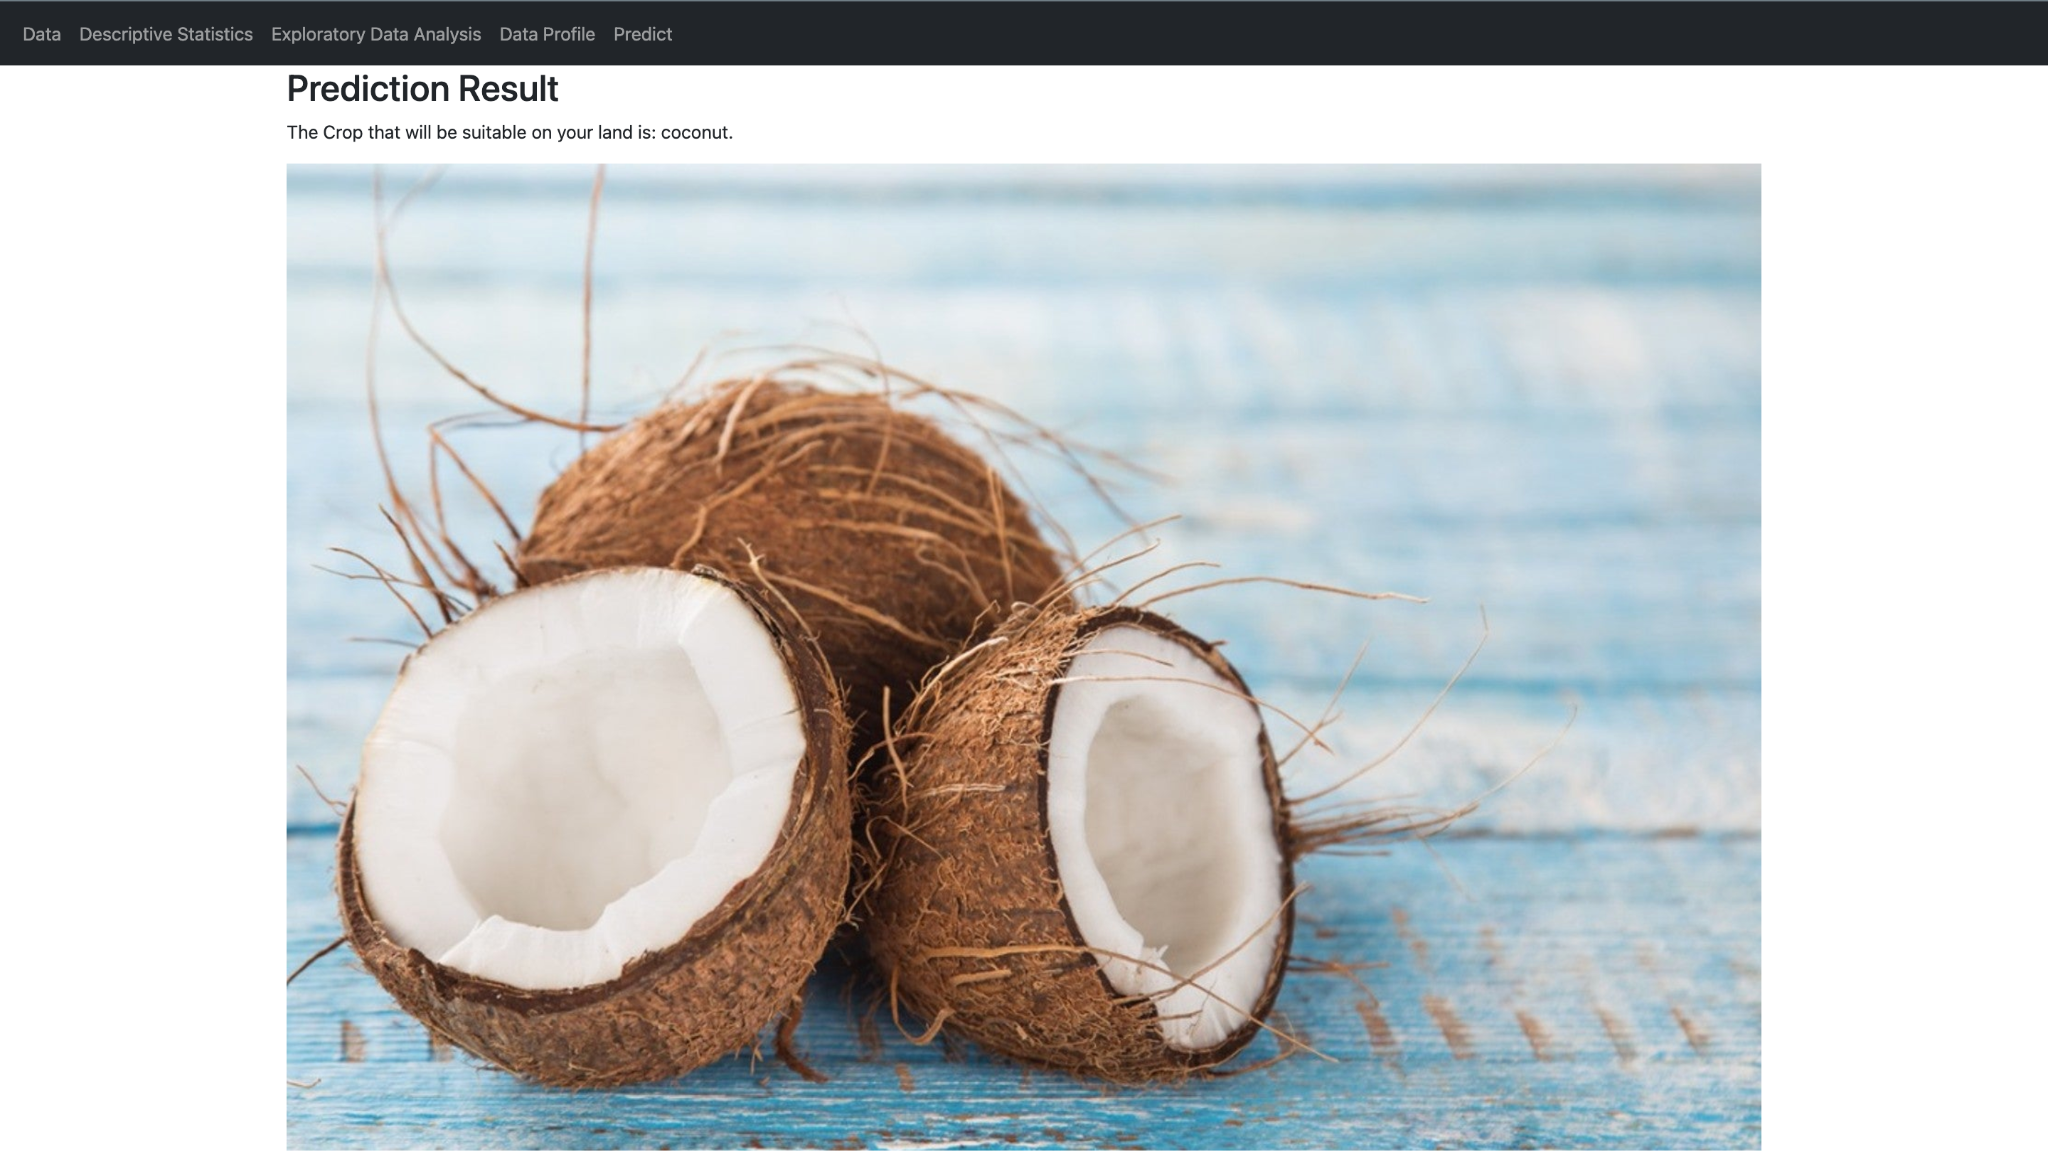 Data Descriptive Statistics Exploratory Data Analysis Data Profile Predict
Prediction Result
The Crop that will be suitable on your land is: coconut.